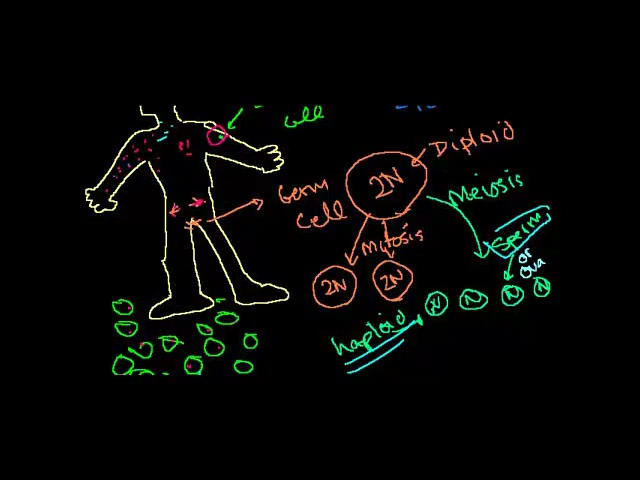 cell
Diploid
2N
Germ
cell
Meiosis
Mitosis
Sperm
or
Ova
2N 2N
N N N N
haploid